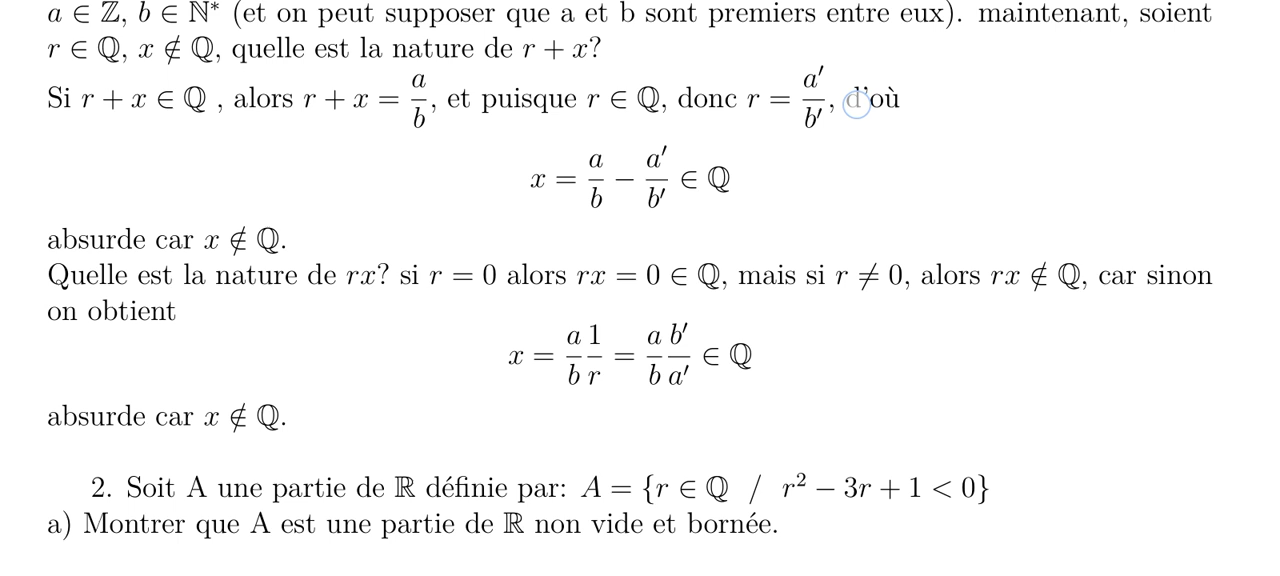 a ∈ ℤ, b ∈ ℕ* (et on peut supposer que a et b sont premiers entre eux). maintenant, soient
r ∈ ℚ, x ∉ ℚ, quelle est la nature de r + x?
Si r + x ∈ ℚ , alors r + x = a/b, et puisque r ∈ ℚ, donc r = a′/b′, d'où
x = a/b − a′/b′ ∈ ℚ
absurde car x ∉ ℚ.
Quelle est la nature de rx? si r = 0 alors rx = 0 ∈ ℚ, mais si r ≠ 0, alors rx ∉ ℚ, car sinon
on obtient
x = a/b 1/r = a/b b′/a′ ∈ ℚ
absurde car x ∉ ℚ.
2. Soit A une partie de ℝ définie par: A = {r ∈ ℚ / r² − 3r + 1 < 0}
a) Montrer que A est une partie de ℝ non vide et bornée.